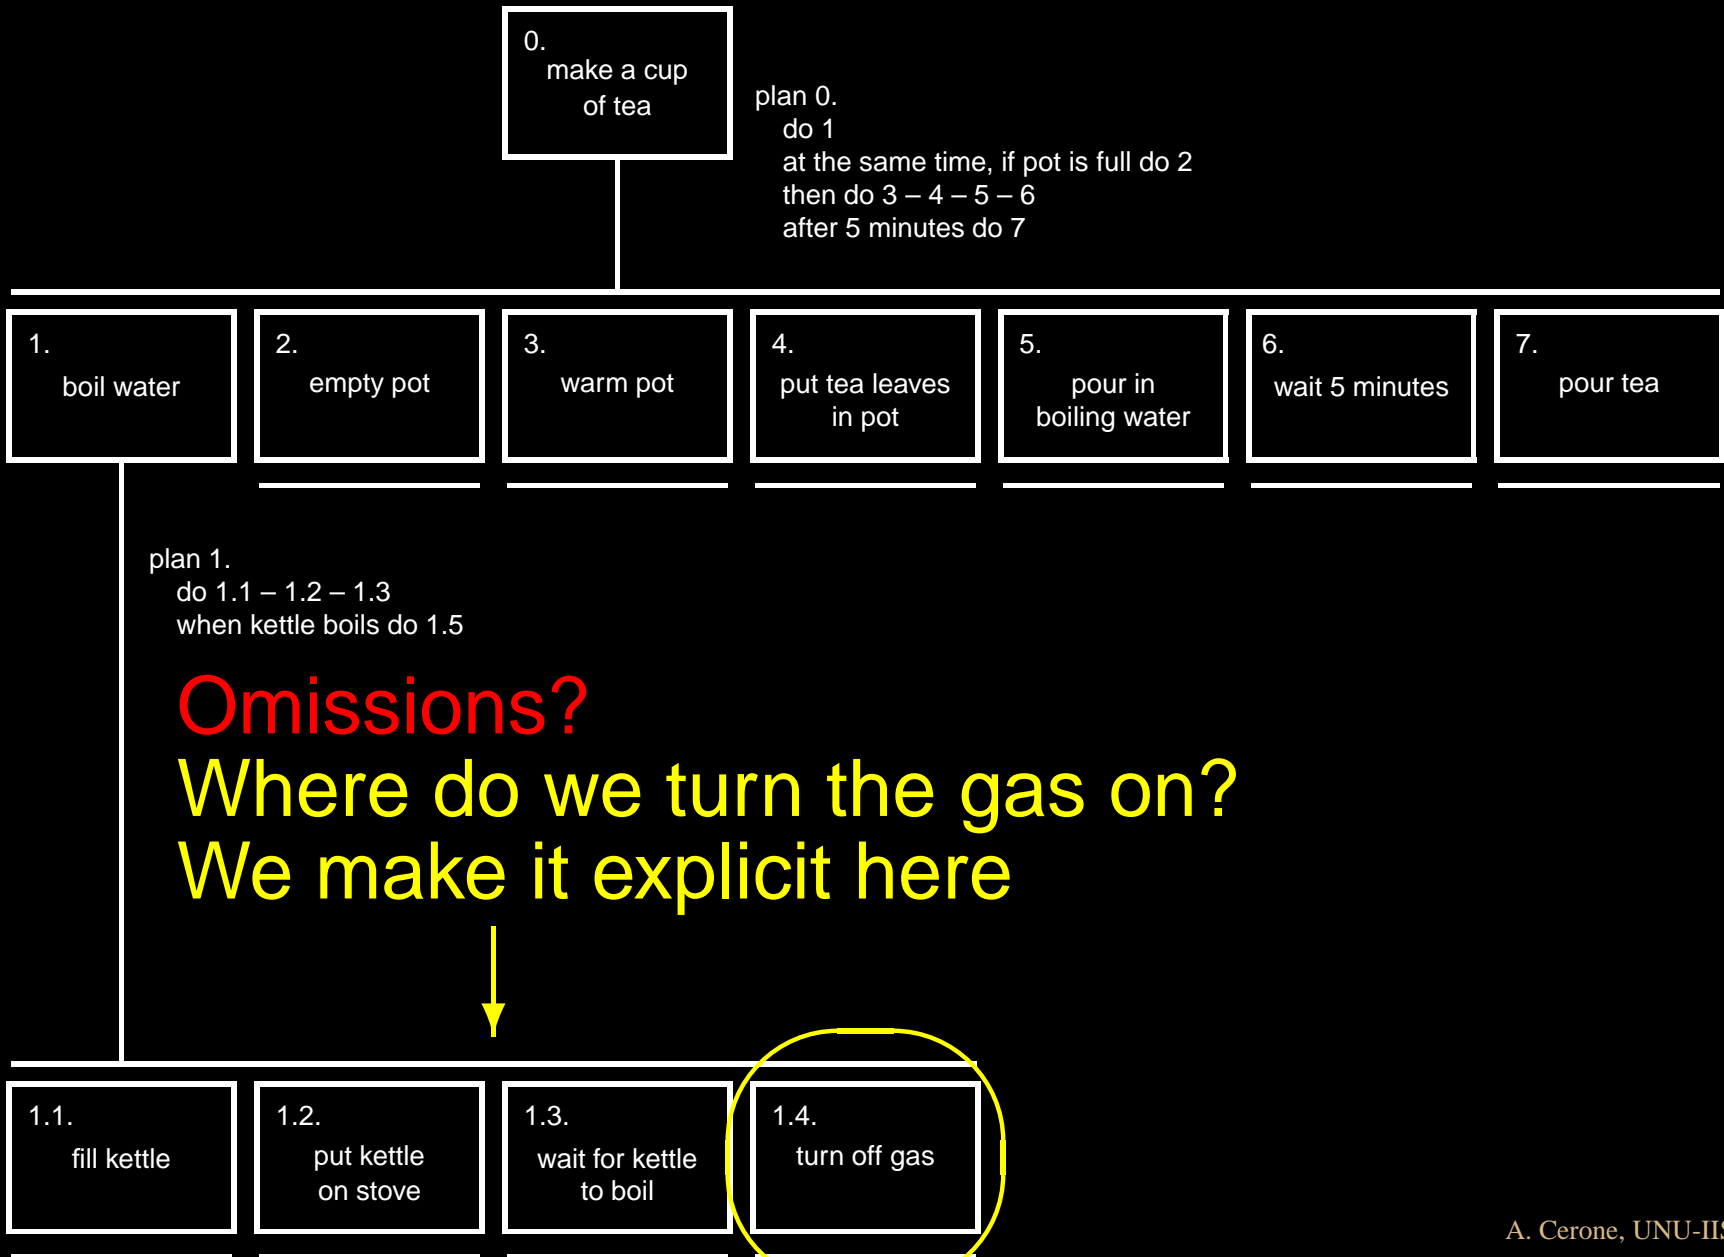 0.
make a cup
of tea
plan 0.
do 1
at the same time, if pot is full do 2
then do 3 – 4 – 5 – 6
after 5 minutes do 7
1.
boil water
2.
empty pot
3.
warm pot
4.
put tea leaves
in pot
5.
pour in
boiling water
6.
wait 5 minutes
7.
pour tea
plan 1.
do 1.1 – 1.2 – 1.3
when kettle boils do 1.5
Omissions?
Where do we turn the gas on?
We make it explicit here
1.1.
fill kettle
1.2.
put kettle
on stove
1.3.
wait for kettle
to boil
1.4.
turn off gas
A. Cerone, UNU-IIS